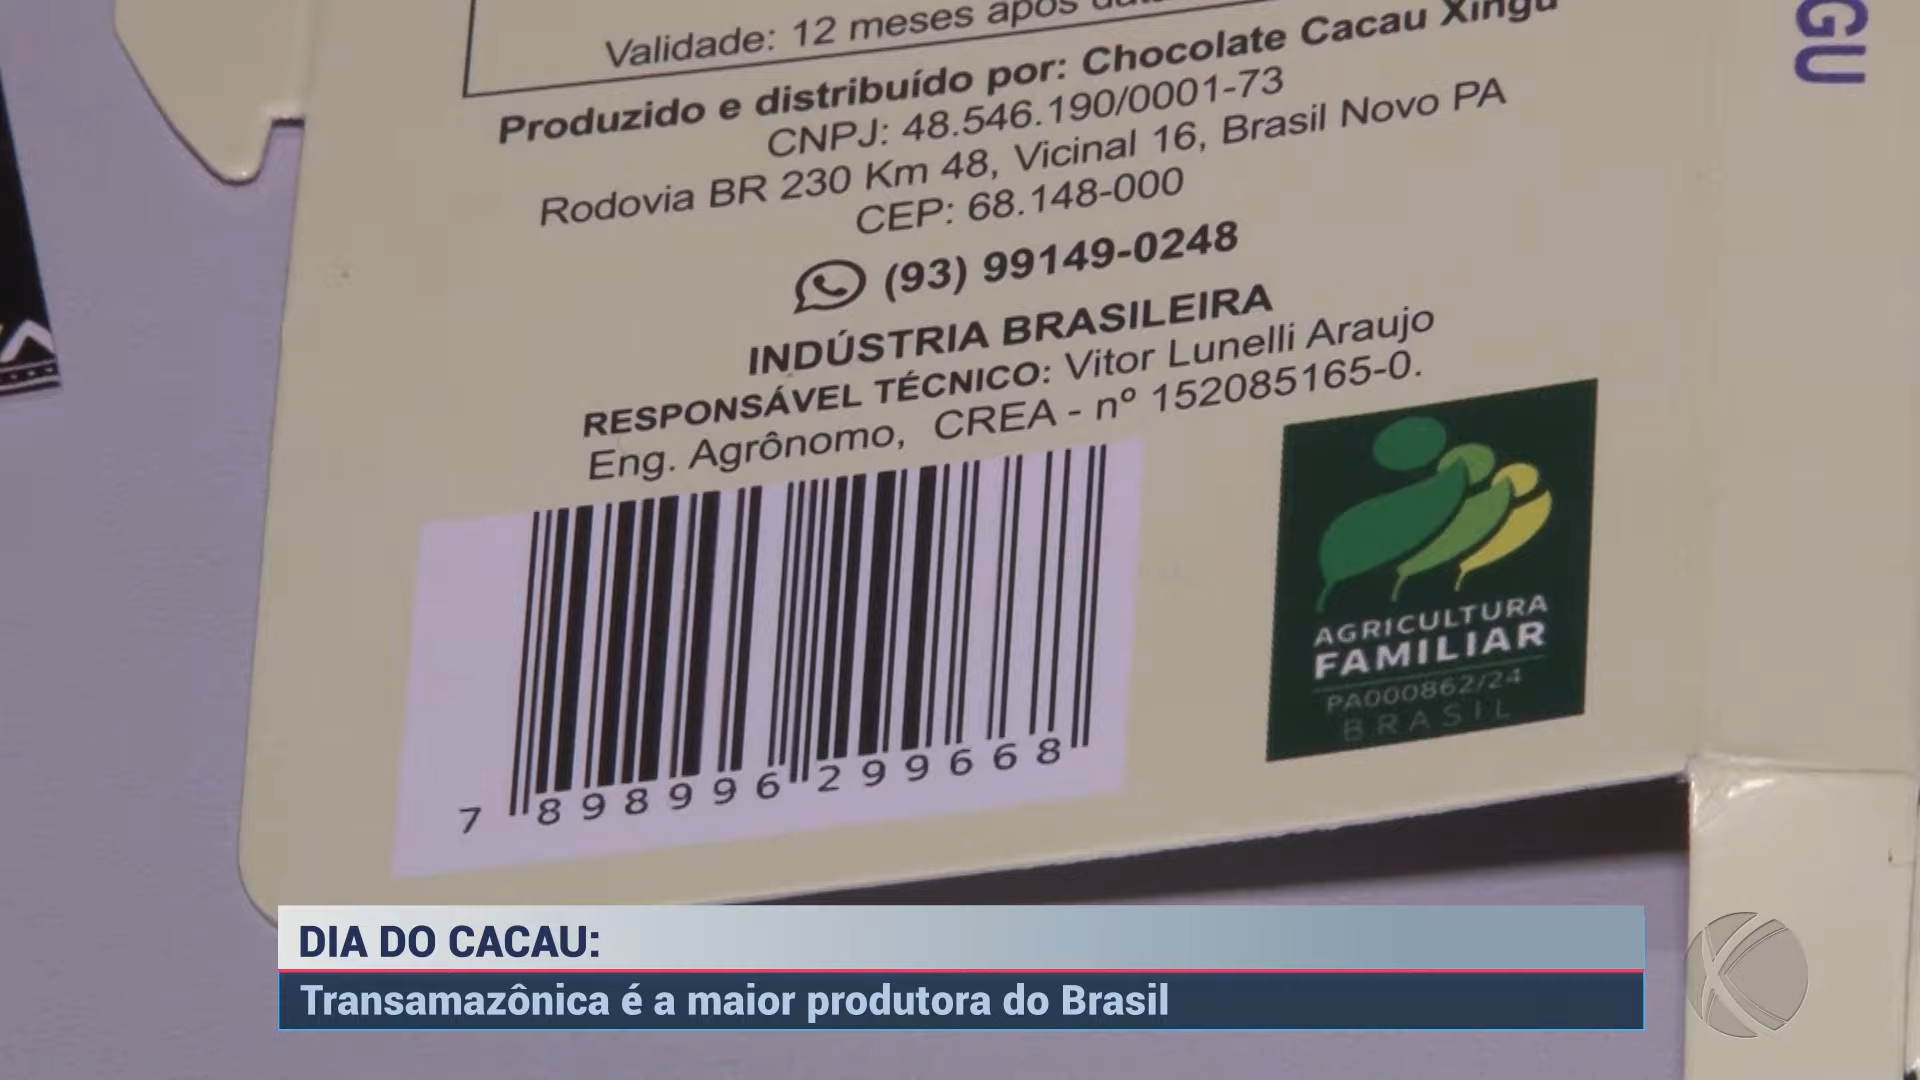 Validade: 12 meses após
Produzido e distribuído por: Chocolate Cacau Xingu
CNPJ: 48.546.190/0001-73
Rodovia BR 230 Km 48, Vicinal 16, Brasil Novo PA
CEP: 68.148-000
(93) 99149-0248
INDÚSTRIA BRASILEIRA
RESPONSÁVEL TÉCNICO: Vitor Lunelli Araujo
Eng. Agrônomo, CREA - nº 152085165-0.
7 898996 299668
AGRICULTURA
FAMILIAR
PA000862/24
BRASIL
GU
DIA DO CACAU:
Transamazônica é a maior produtora do Brasil